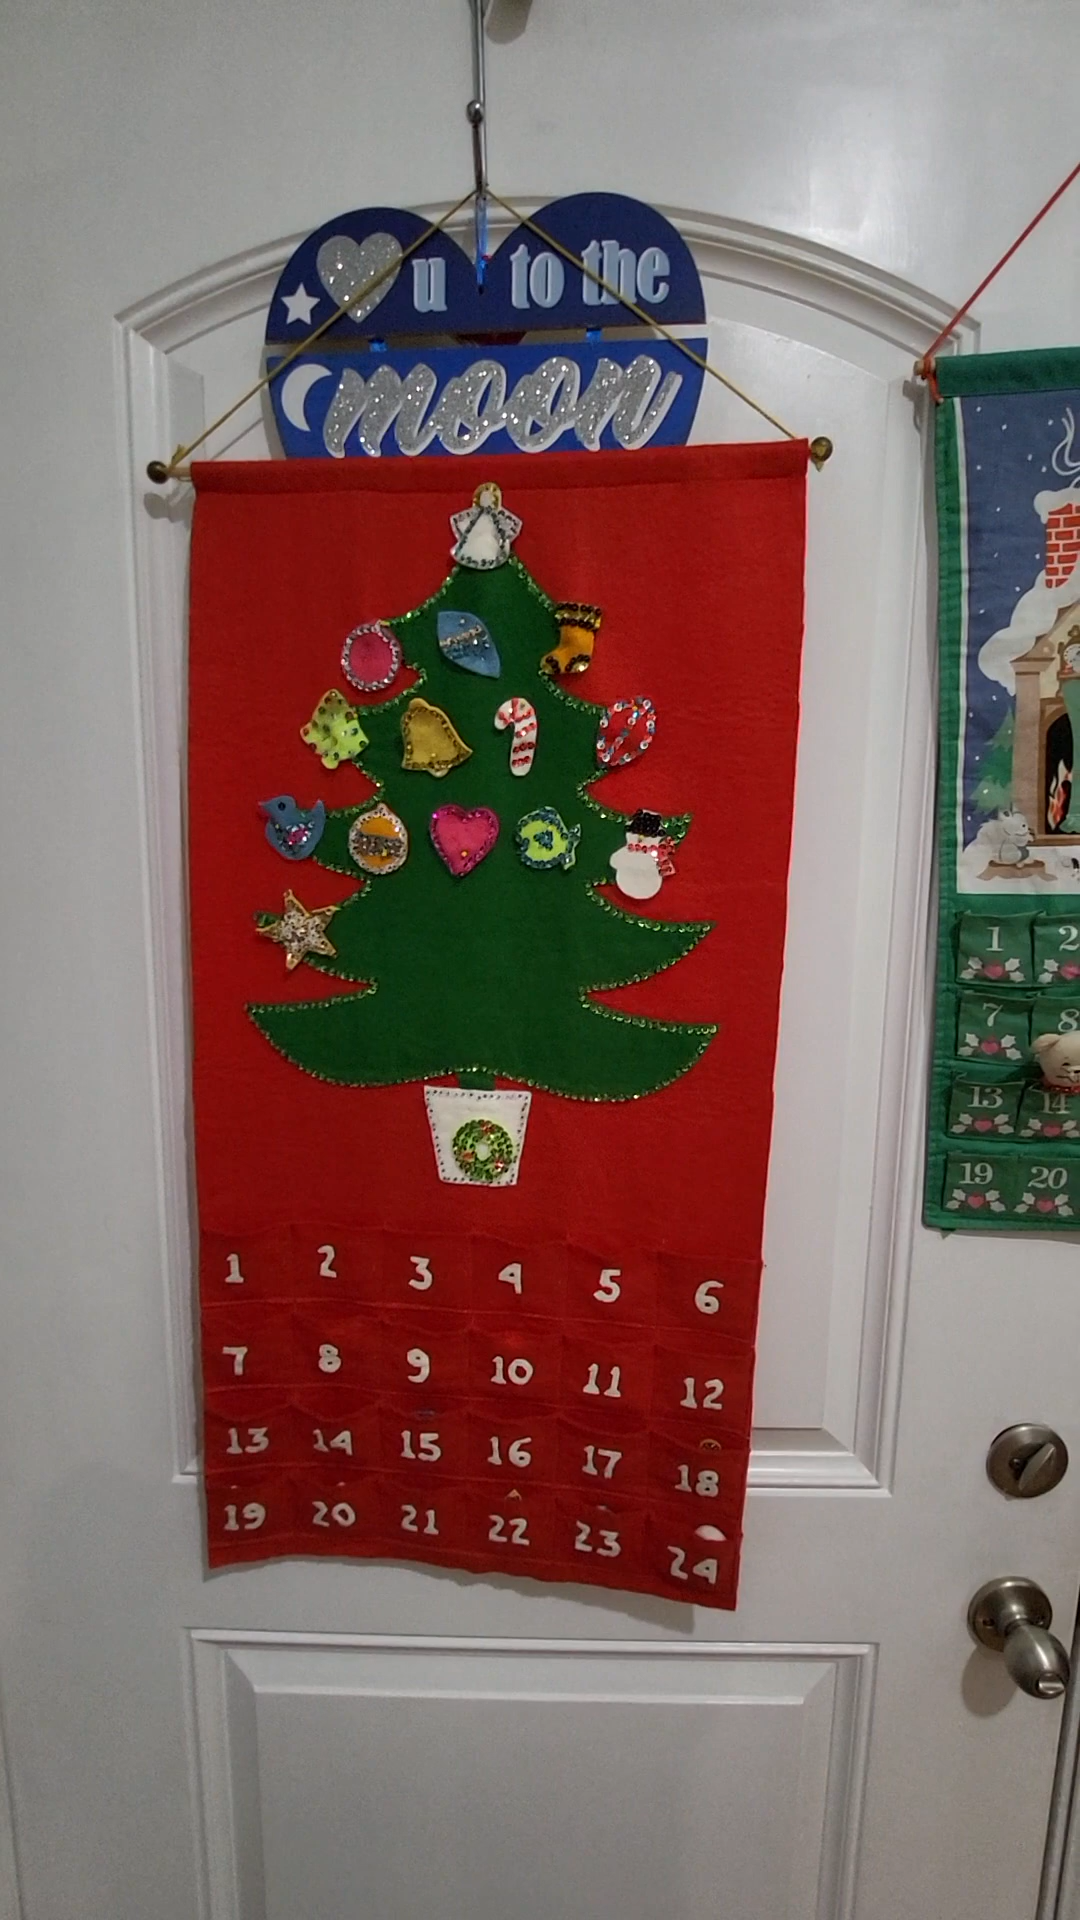 u to the
moon
1 2 3 4 5 6
7 8 9 10 11 12
13 14 15 16 17 18
19 20 21 22 23 24
1 2
7 8
13 14
19 20